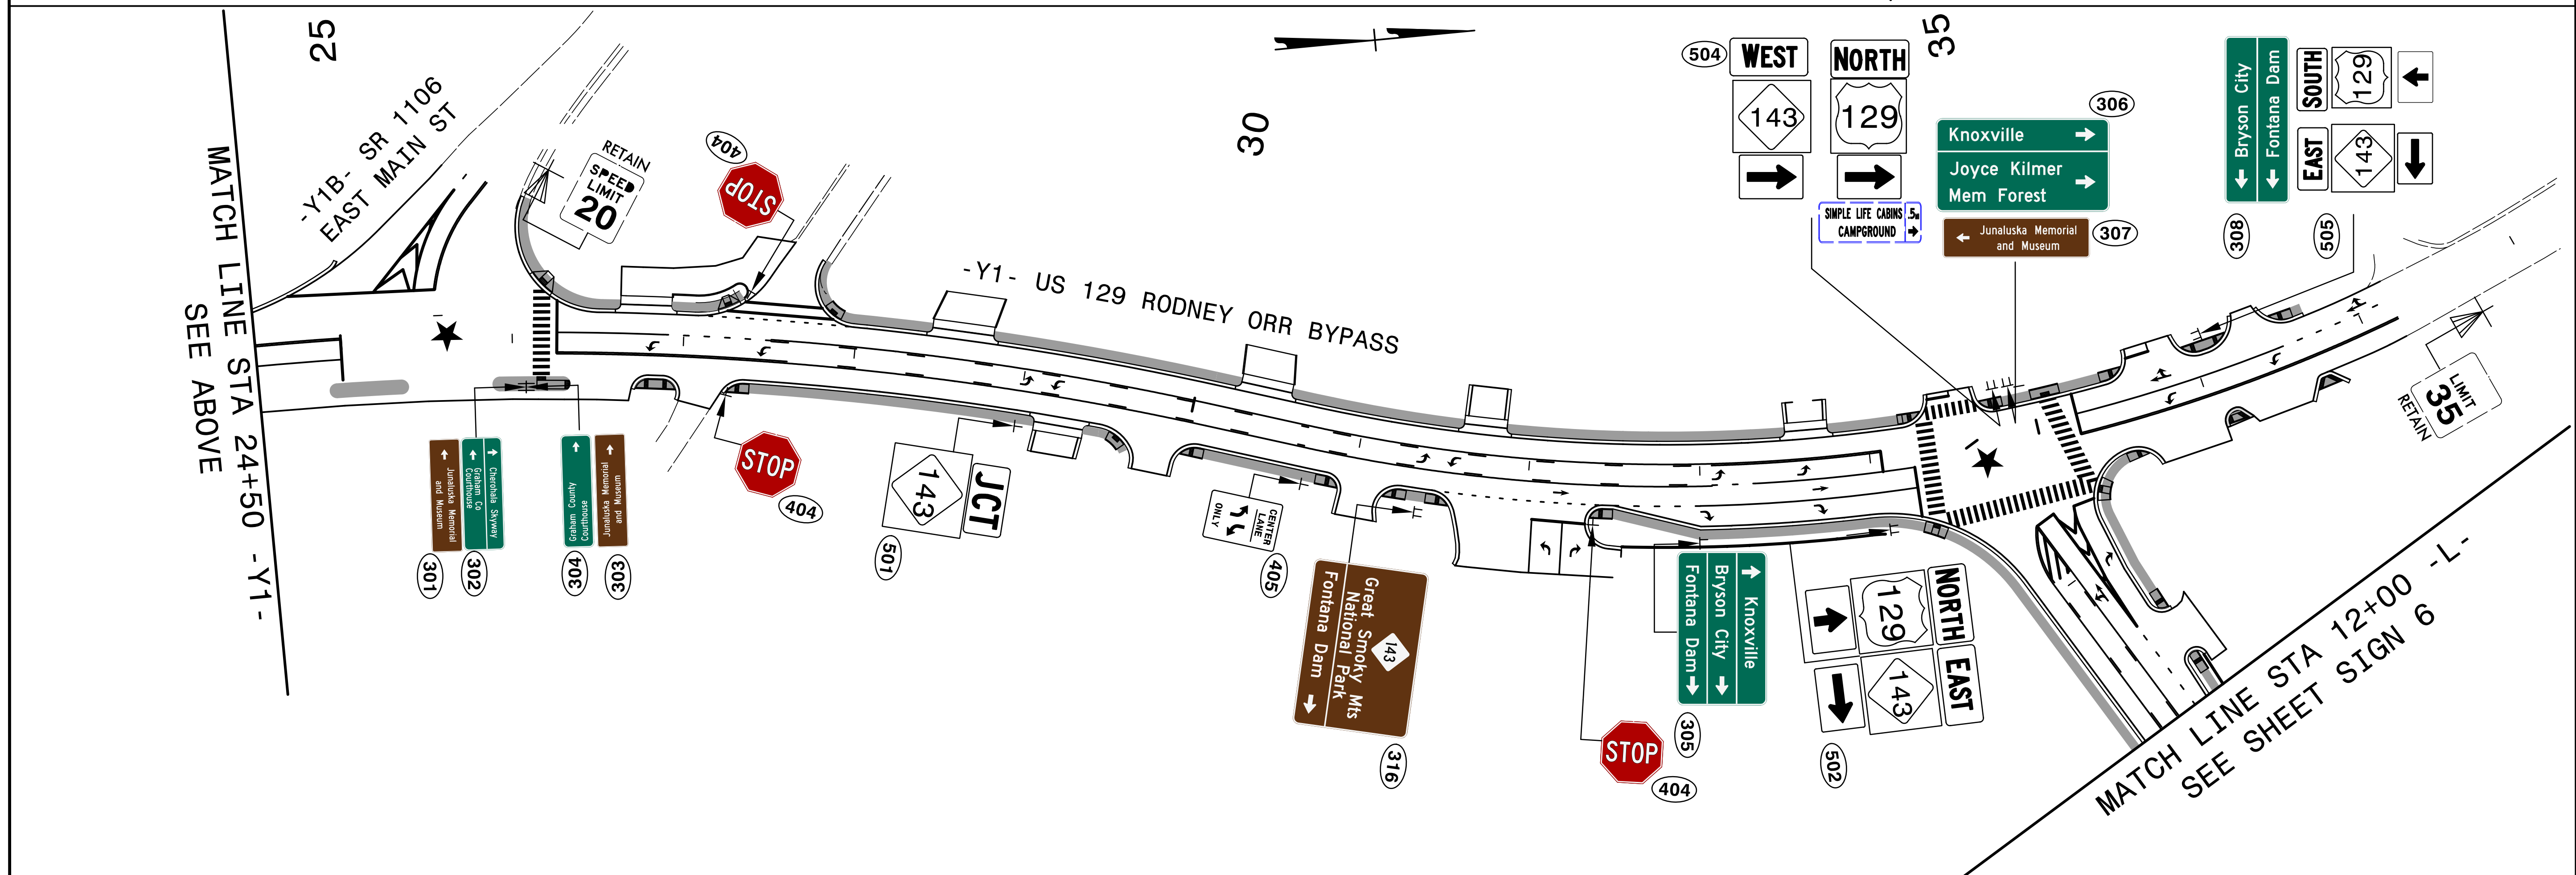 25
-Y1B- SR 1106
EAST MAIN ST
MATCH LINE STA 24+50 -Y1-
SEE ABOVE
RETAIN
SPEED
LIMIT
20
404
STOP
30
-Y1- US 129 RODNEY ORR BYPASS
504
WEST
143
NORTH
129
SIMPLE LIFE CABINS .5M
CAMPGROUND
35
306
Knoxville
Joyce Kilmer
Mem Forest
Junaluska Memorial
and Museum
307
Bryson City
Fontana Dam
308
SOUTH
129
EAST
143
505
LIMIT
35
RETAIN
Junaluska Memorial
and Museum
301
Cherohala Skyway
Graham Co
Courthouse
302
Graham County
Courthouse
304
Junaluska Memorial
and Museum
303
STOP
404
JCT
143
501
CENTER
LANE
ONLY
405
143
Great Smoky Mts
National Park
Fontana Dam
316
STOP
404
Knoxville
Bryson City
Fontana Dam
305
NORTH
129
EAST
143
502
MATCH LINE STA 12+00 -L-
SEE SHEET SIGN 6